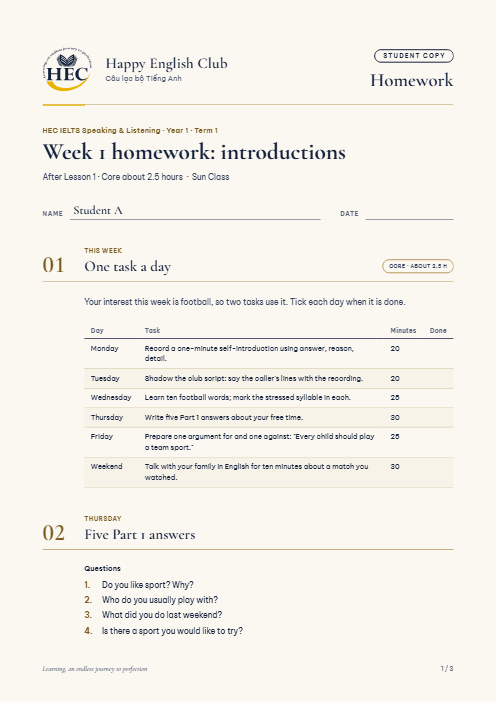 Learning, an endless journey to perfection
HEC
Happy English Club
Câu lạc bộ Tiếng Anh
STUDENT COPY
Homework
HEC IELTS Speaking & Listening · Year 1 · Term 1
Week 1 homework: introductions
After Lesson 1 · Core about 2.5 hours · Sun Class
NAME Student A DATE
THIS WEEK
01 One task a day
CORE · ABOUT 2.5 H
Your interest this week is football, so two tasks use it. Tick each day when it is done.
Day Task Minutes Done
Monday Record a one-minute self-introduction using answer, reason, 20
detail.
Tuesday Shadow the club script: say the caller's lines with the recording. 20
Wednesday Learn ten football words; mark the stressed syllable in each. 25
Thursday Write five Part 1 answers about your free time. 30
Friday Prepare one argument for and one against: "Every child should play 25
a team sport."
Weekend Talk with your family in English for ten minutes about a match you 30
watched.
THURSDAY
02 Five Part 1 answers
Questions
1. Do you like sport? Why?
2. Who do you usually play with?
3. What did you do last weekend?
4. Is there a sport you would like to try?
Learning, an endless journey to perfection
1 / 3